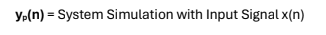 yₚ(n) = System Simulation with Input Signal x(n)